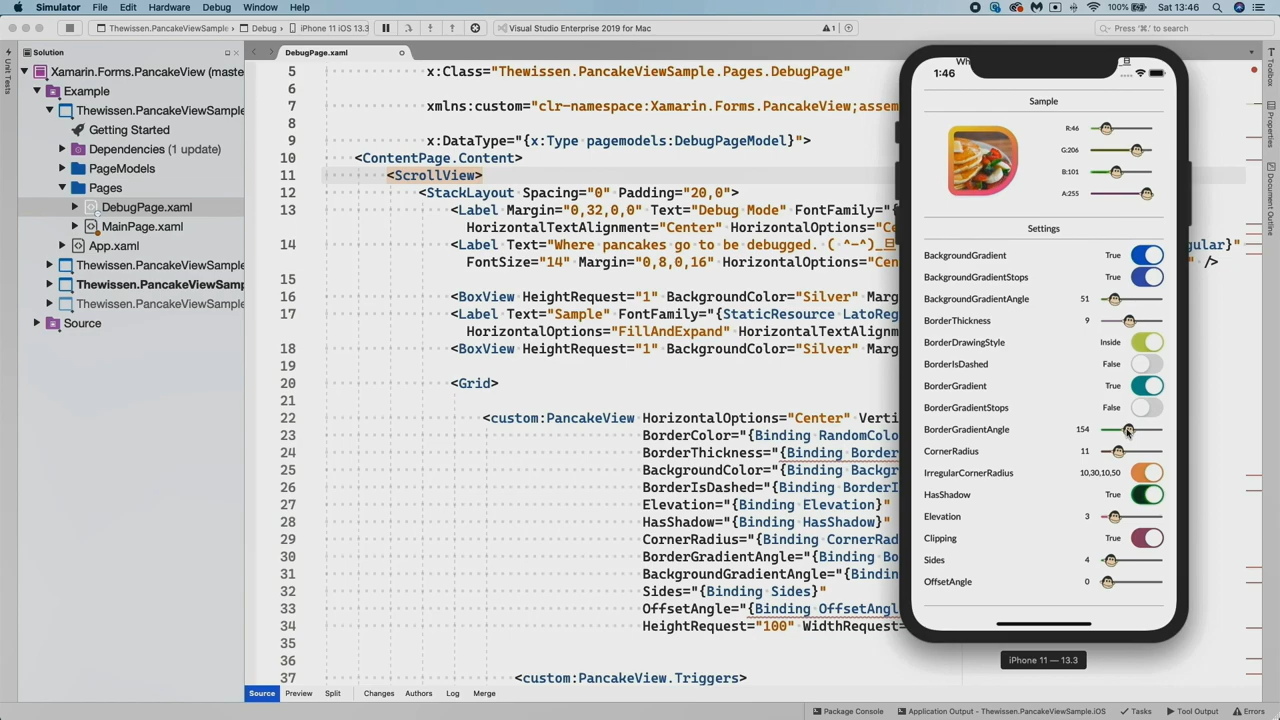 Simulator File Edit Hardware Debug Window Help 100% Sat 13:46
Thewissen.PancakeViewSample. Debug iPhone 11 iOS 13.3 Visual Studio Enterprise 2019 for Mac 1 Press '⌘.' to search
Solution
DebugPage.xaml
Unit Tests
Toolbox
Properties
Document Outline
Xamarin.Forms.PancakeView (master
Example
Thewissen.PancakeViewSample
Getting Started
Dependencies (1 update)
PageModels
Pages
DebugPage.xaml
MainPage.xaml
App.xaml
Thewissen.PancakeViewSample
Thewissen.PancakeViewSamp
Thewissen.PancakeViewSample
Source
5 x:Class="Thewissen.PancakeViewSample.Pages.DebugPage"
6
7 xmlns:custom="clr-namespace:Xamarin.Forms.PancakeView;assem
8
9 x:DataType="{x:Type pagemodels:DebugPageModel}">
10 <ContentPage.Content>
11 <ScrollView>
12 <StackLayout Spacing="0" Padding="20,0">
13 <Label Margin="0,32,0,0" Text="Debug Mode" FontFamily="{
HorizontalTextAlignment="Center" HorizontalOptions="Ce
14 <Label Text="Where pancakes go to be debugged. ( ^-^)_旦 gular}"
FontSize="14" Margin="0,8,0,16" HorizontalOptions="Cen s" />
15
16 <BoxView HeightRequest="1" BackgroundColor="Silver" Marg
17 <Label Text="Sample" FontFamily="{StaticResource LatoReg
HorizontalOptions="FillAndExpand" HorizontalTextAlignm
18 <BoxView HeightRequest="1" BackgroundColor="Silver" Marg
19
20 <Grid>
21
22 <custom:PancakeView HorizontalOptions="Center" Verti
23 BorderColor="{Binding RandomColo
24 BorderThickness="{Binding Border
25 BackgroundColor="{Binding Backg
26 BorderIsDashed="{Binding BorderI
27 Elevation="{Binding Elevation}"
28 HasShadow="{Binding HasShadow}"
29 CornerRadius="{Binding CornerRad
30 BorderGradientAngle="{Binding Bo
31 BackgroundGradientAngle="{Bindin
32 Sides="{Binding Sides}"
33 OffsetAngle="{Binding OffsetAngl
34 HeightRequest="100" WidthRequest=
35
36
37 <custom:PancakeView.Triggers>
1:46
Sample
R:46
G:206
B:101
A:255
Settings
BackgroundGradient True
BackgroundGradientStops True
BackgroundGradientAngle 51
BorderThickness 9
BorderDrawingStyle Inside
BorderIsDashed False
BorderGradient True
BorderGradientStops False
BorderGradientAngle 154
CornerRadius 11
IrregularCornerRadius 10,30,10,50
HasShadow True
Elevation 3
Clipping True
Sides 4
OffsetAngle 0
iPhone 11 — 13.3
Source Preview Split Changes Authors Log Merge
Package Console Application Output - Thewissen.PancakeViewSample.iOS Tasks Tool Output Errors